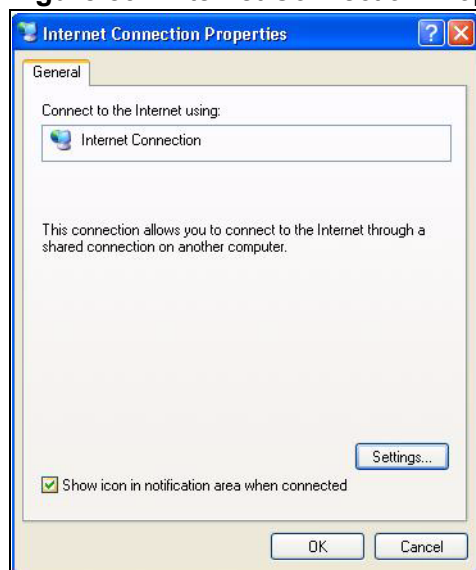 Internet Connection Properties
General
Connect to the Internet using:
Internet Connection
This connection allows you to connect to the Internet through a
shared connection on another computer.
Settings...
Show icon in notification area when connected
OK Cancel